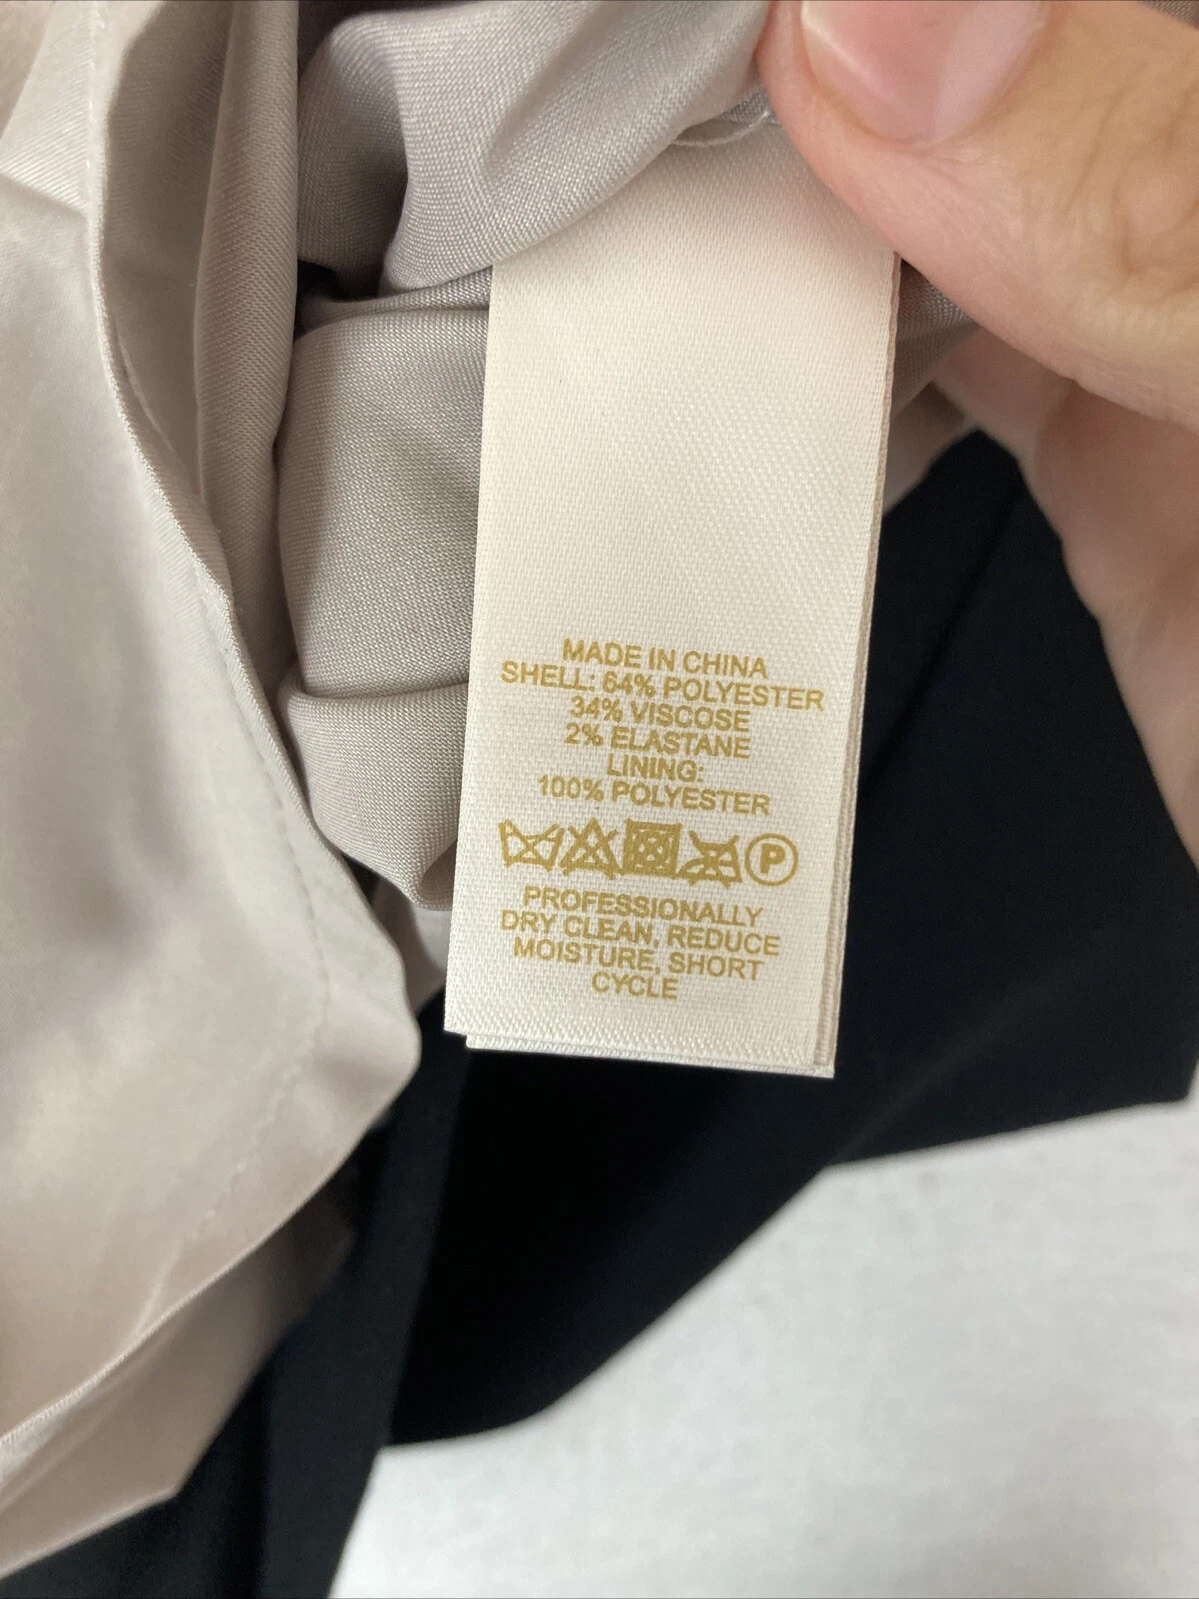 MADE IN CHINA
SHELL: 64% POLYESTER
34% VISCOSE
2% ELASTANE
LINING:
100% POLYESTER
P
PROFESSIONALLY
DRY CLEAN, REDUCE
MOISTURE, SHORT
CYCLE